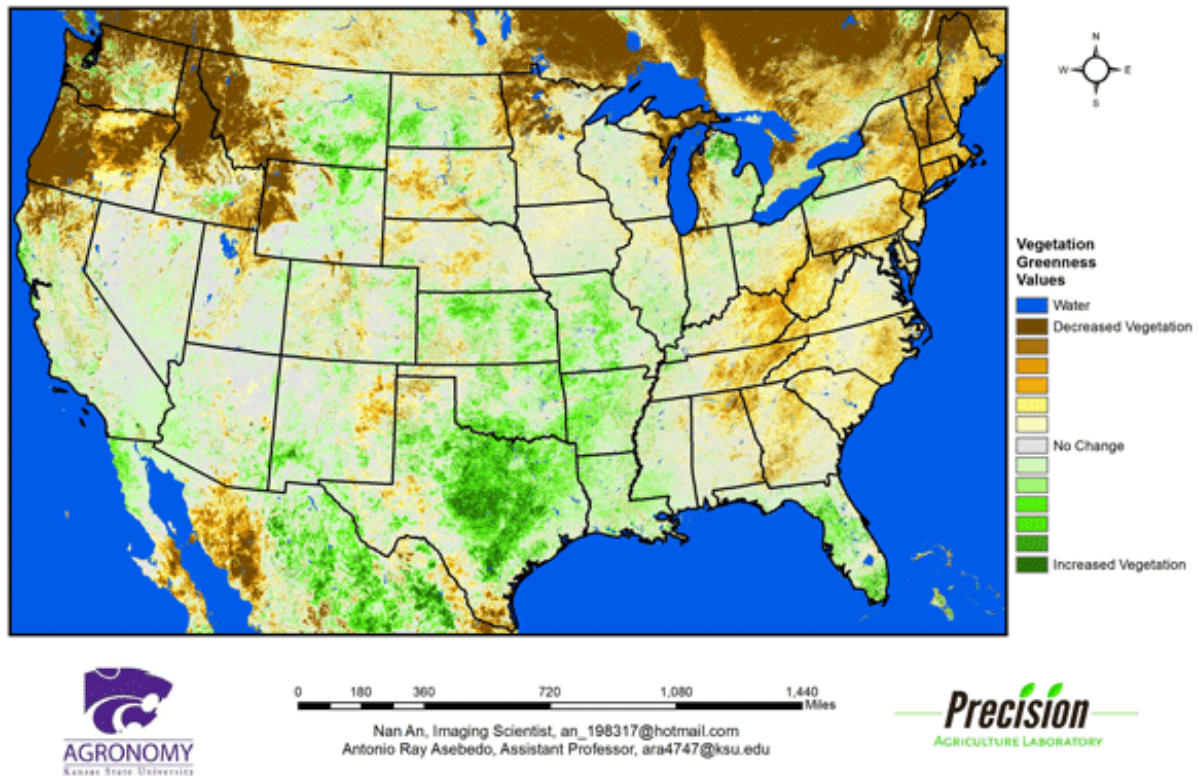 N
W
E
S
Vegetation
Greenness
Values
Water
Decreased Vegetation
No Change
Increased Vegetation
0 180 360 720 1,080 1,440
Miles
Nan An, Imaging Scientist, an_198317@hotmail.com
Antonio Ray Asebedo, Assistant Professor, ara4747@ksu.edu
AGRONOMY
Kansas State University
Precision
AGRICULTURE LABORATORY